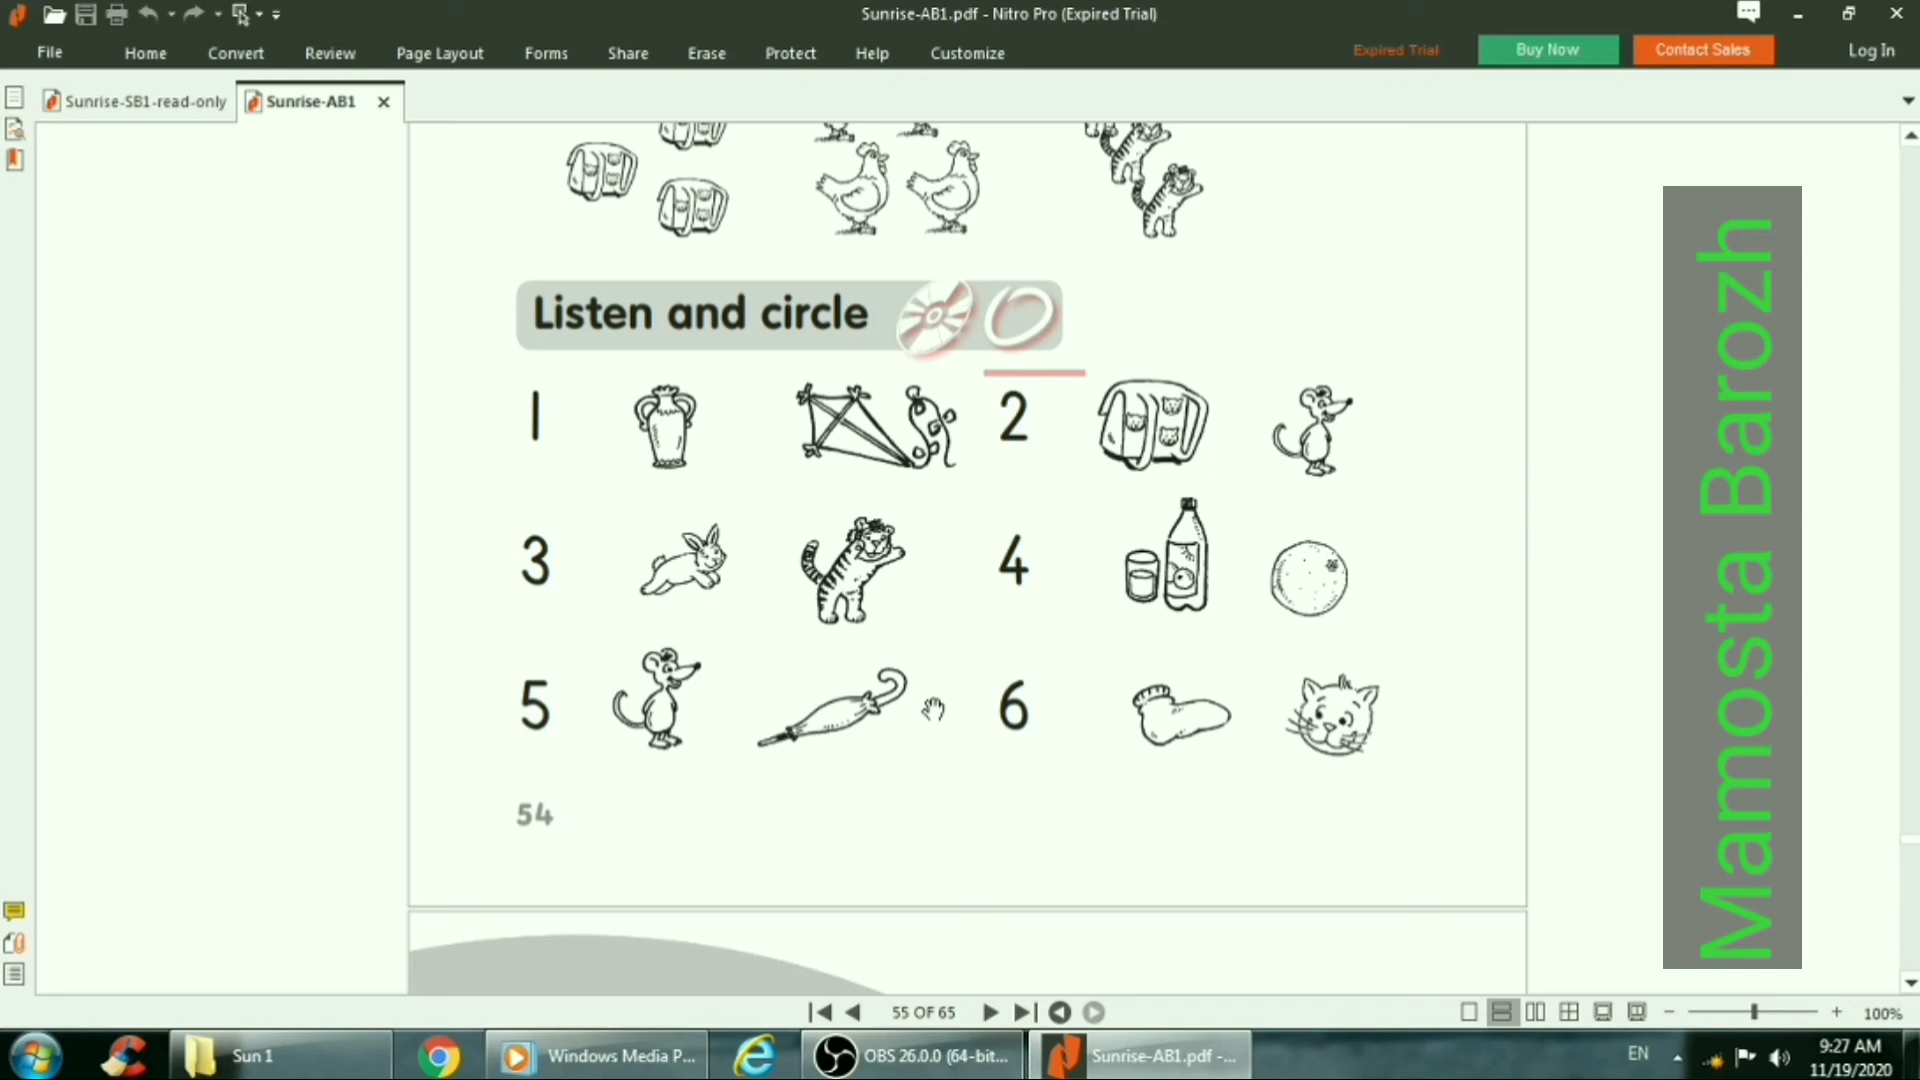 Sunrise-AB1.pdf - Nitro Pro (Expired Trial)
File Home Convert Review Page Layout Forms Share Erase Protect Help Customize Expired Trial Buy Now Contact Sales Log In
Sunrise-SB1-read-only Sunrise-AB1
Listen and circle
1 2
3 4
5 6
54
Mamosta Barozh
55 OF 65 100%
Sun 1 Windows Media P... OBS 26.0.0 (64-bit... Sunrise-AB1.pdf -... EN 9:27 AM
11/19/2020